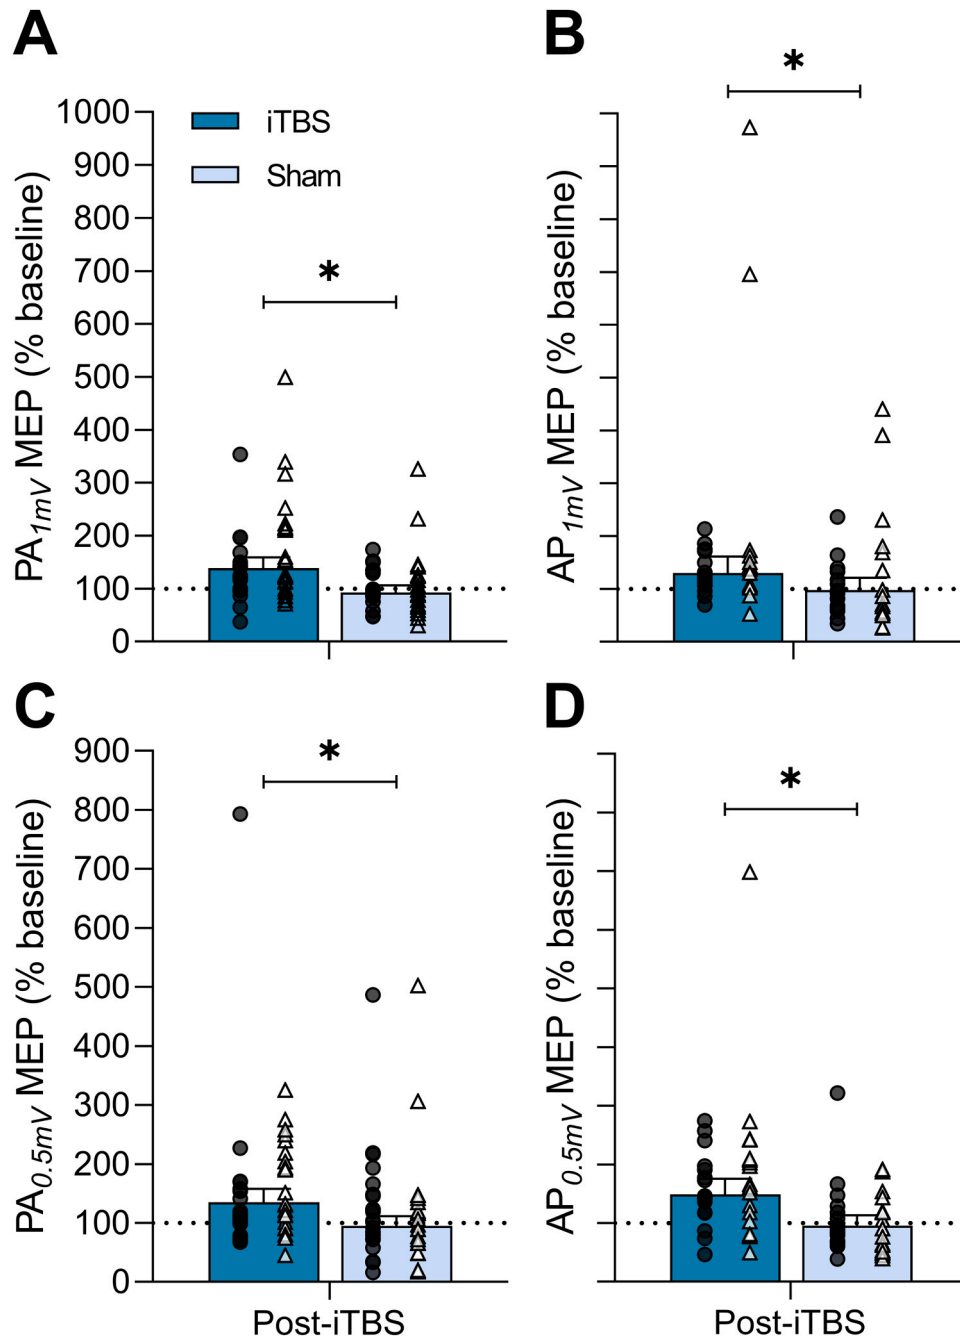 A
B
*
*
iTBS
Sham
PA1mV MEP (% baseline)
1000
900
800
700
600
500
400
300
200
100
0
AP1mV MEP (% baseline)
C
D
*
*
PA0.5mV MEP (% baseline)
900
800
700
600
500
400
300
200
100
0
AP0.5mV MEP (% baseline)
Post-iTBS
Post-iTBS